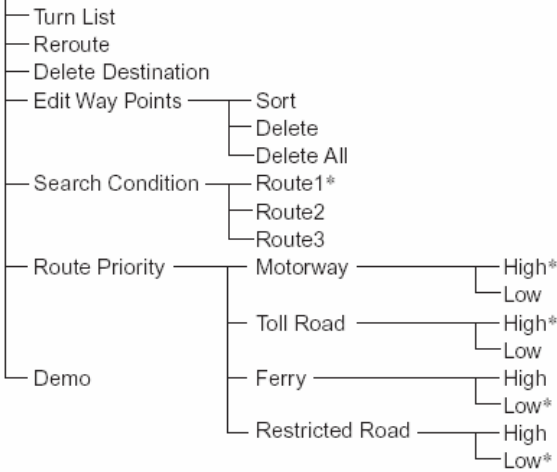 Turn List
Reroute
Delete Destination
Edit Way Points
Sort
Delete
Delete All
Search Condition
Route1*
Route2
Route3
Route Priority
Motorway
High*
Low
Toll Road
High*
Low
Ferry
High
Low*
Restricted Road
High
Low*
Demo